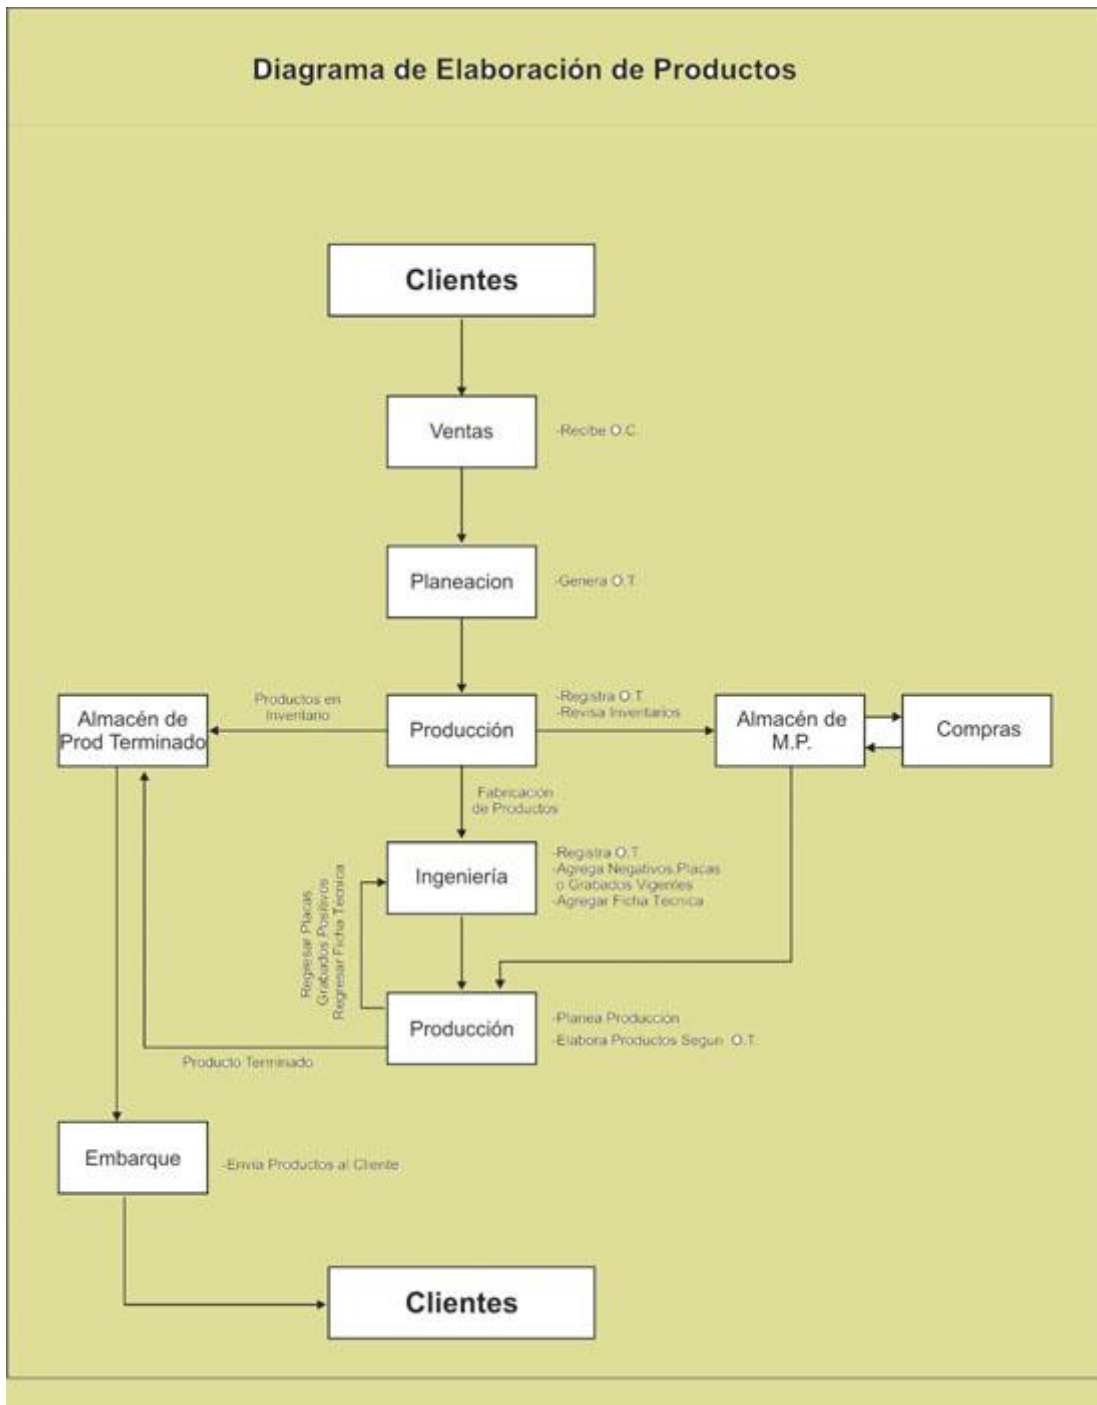 Diagrama de Elaboración de Productos
Clientes
Ventas
-Recibe O.C
Planeacion
-Genera O.T.
Productos en
Inventario
-Registra O.T.
-Revisa Inventarios
Almacén de
Prod Terminado
Producción
Almacén de
M.P.
Compras
Fabricación
de Productos
Ingeniería
-Registra O.T.
-Agrega Negativos,Placas
o Grabados Vigentes
-Agregar Ficha Tecnica
Regresar Placas
Grabados,Positivos
Regresar Ficha Tecnica
Producción
-Planea Producción
-Elabora Productos Segun O.T.
Producto Terminado
Embarque
-Envia Productos al Cliente
Clientes